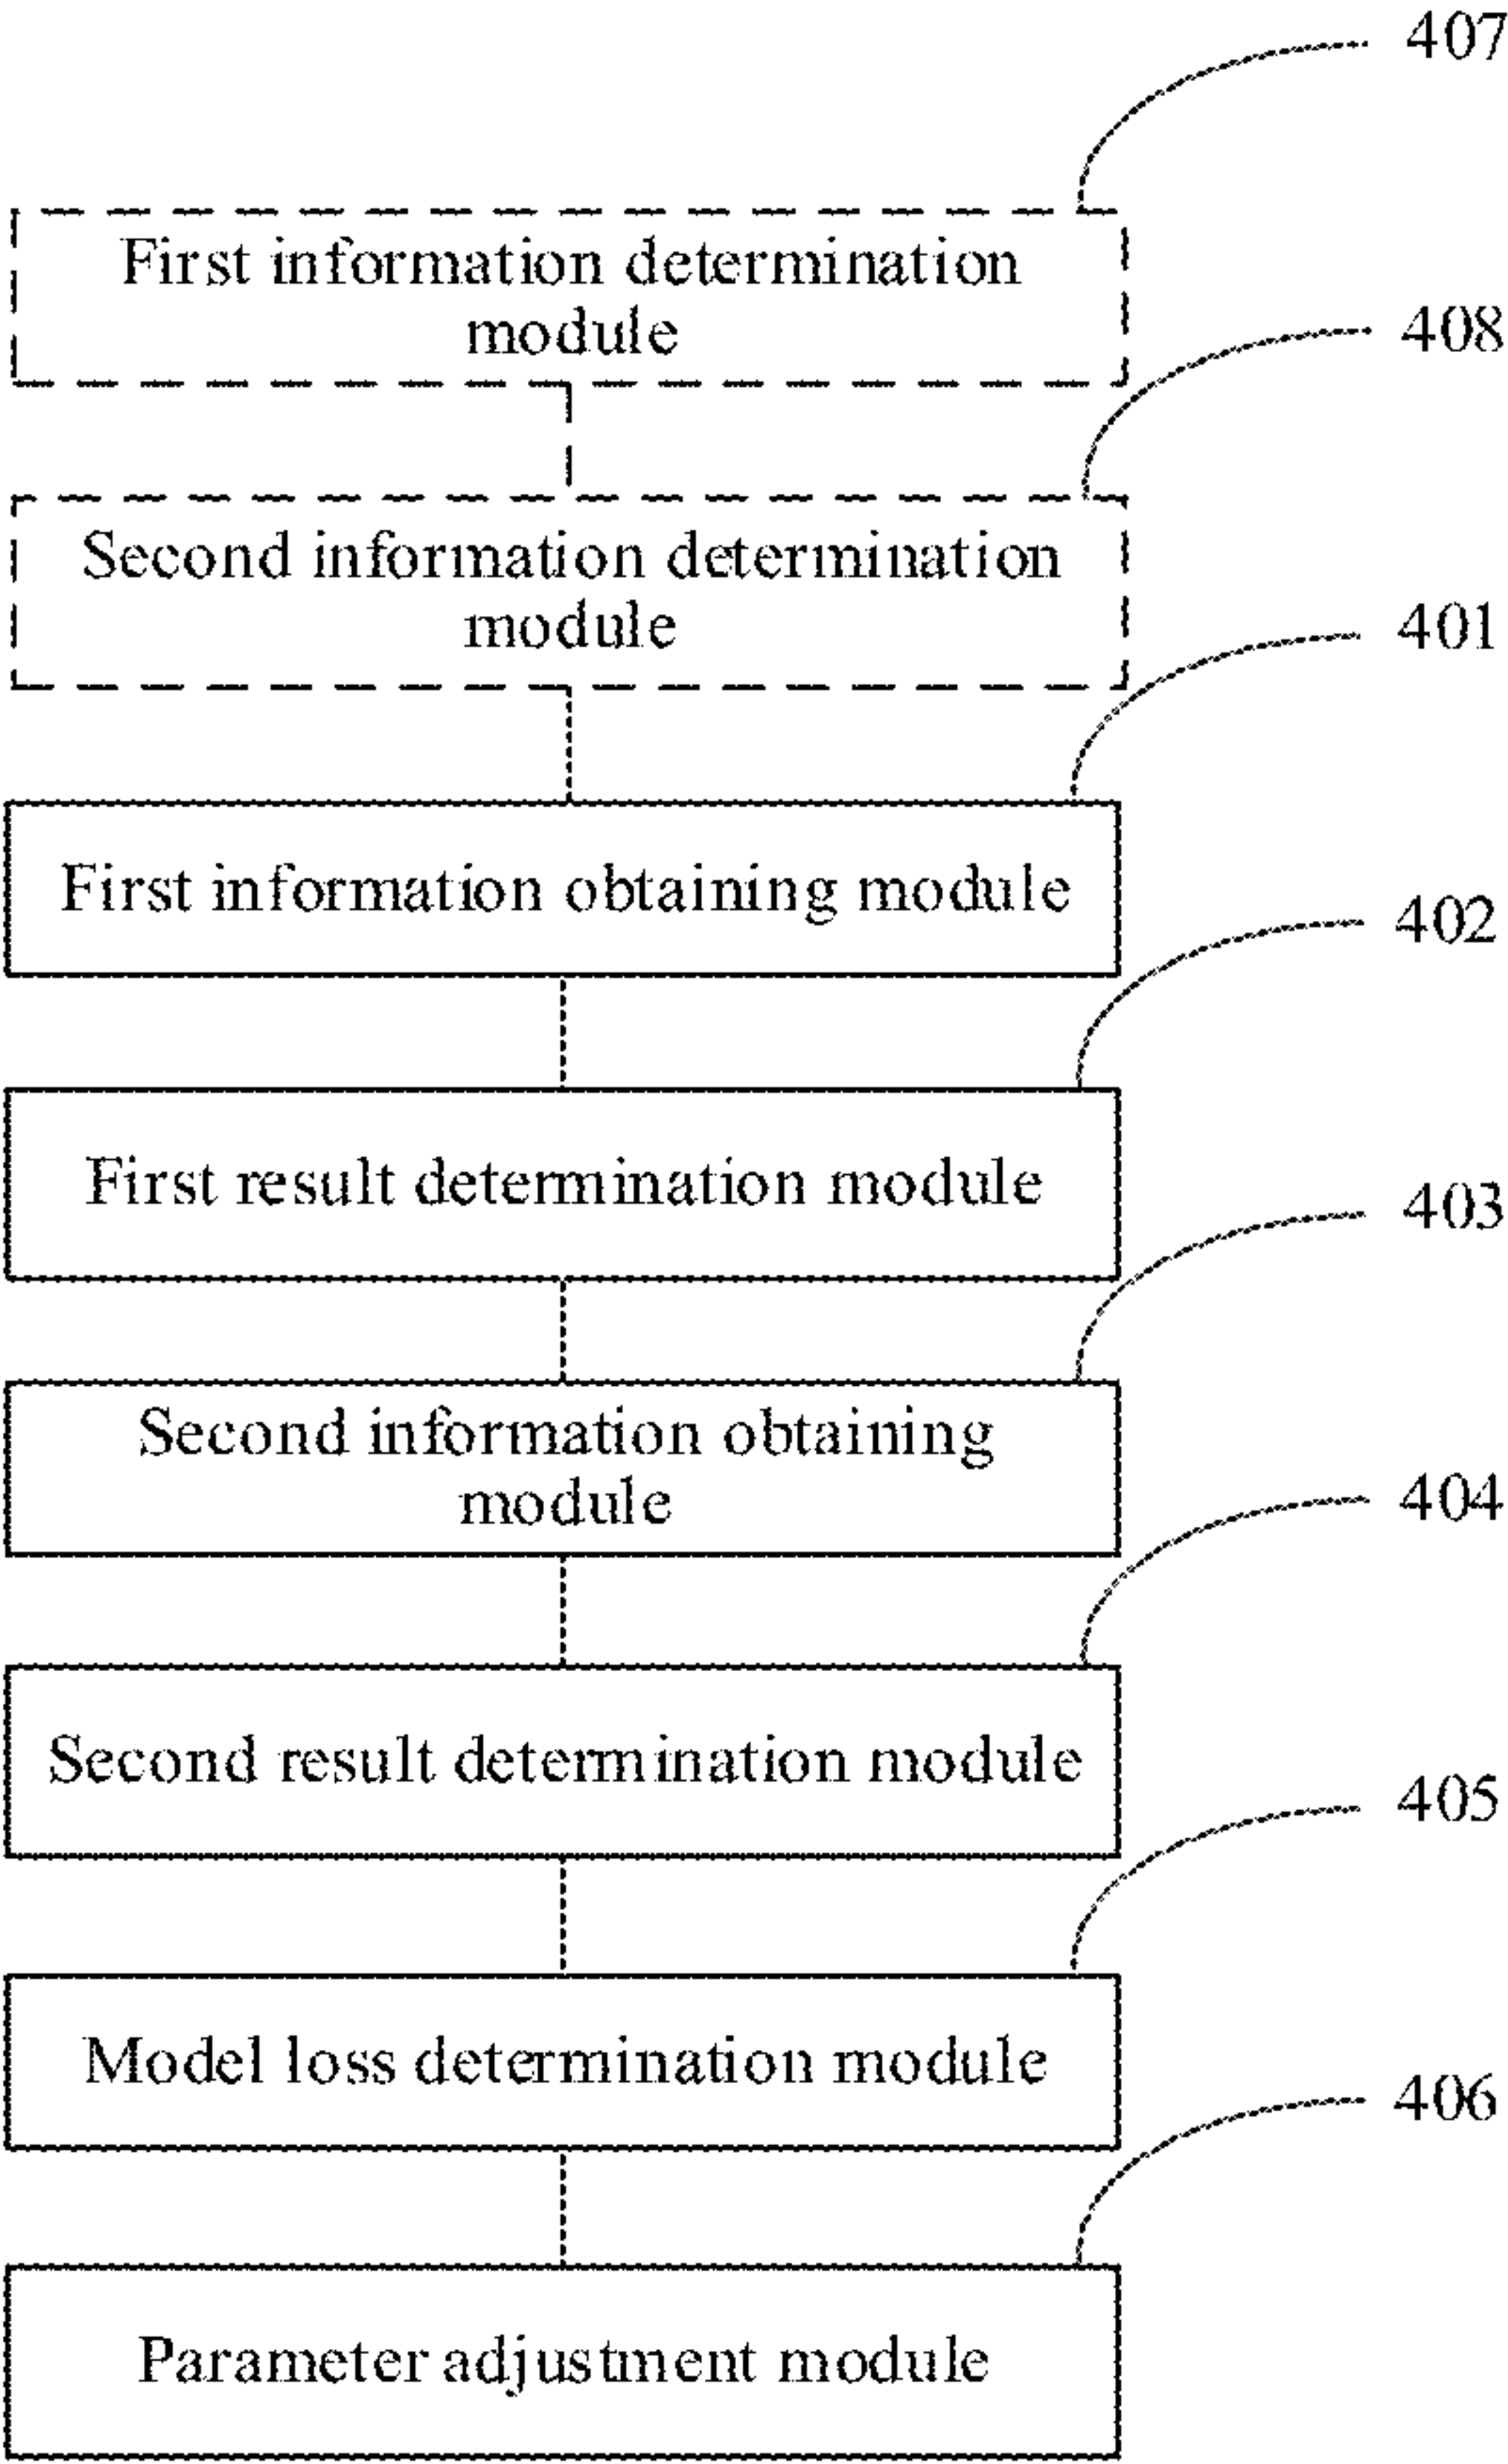 407
First information determination
module
408
Second information determination
module
401
First information obtaining module
402
First result determination module
403
Second information obtaining
module
404
Second result determination module
405
Model loss determination module
406
Parameter adjustment module